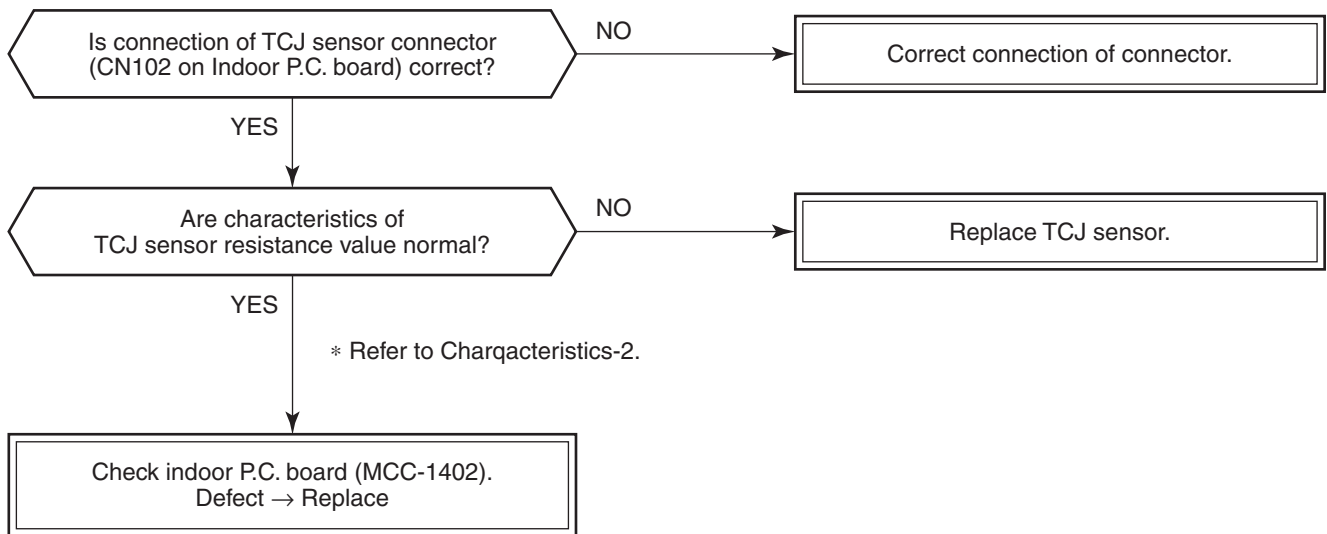 Is connection of TCJ sensor connector
(CN102 on Indoor P.C. board) correct?
NO
Correct connection of connector.
YES
Are characteristics of
TCJ sensor resistance value normal?
NO
Replace TCJ sensor.
YES
* Refer to Charqacteristics-2.
Check indoor P.C. board (MCC-1402).
Defect → Replace